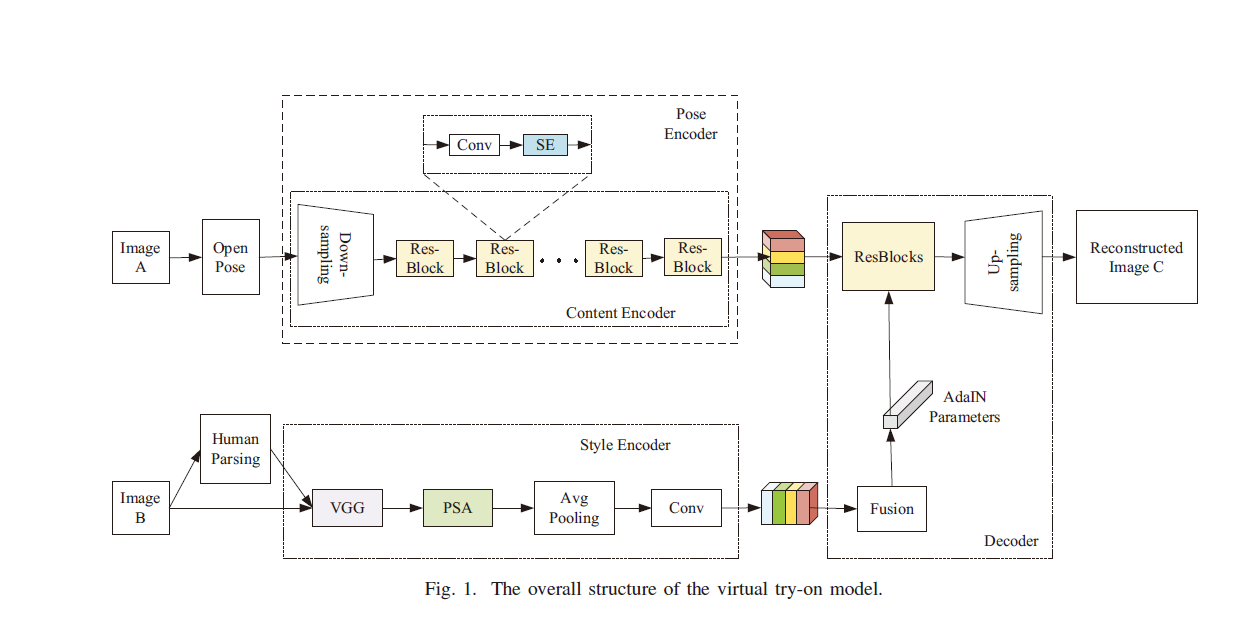 Pose
Encoder
Conv
SE
Image
A
Open
Pose
Down-
sampling
Res-
Block
Res-
Block
Res-
Block
Res-
Block
Content Encoder
ResBlocks
Up-
sampling
Reconstructed
Image C
AdaIN
Parameters
Human
Parsing
Style Encoder
Image
B
VGG
PSA
Avg
Pooling
Conv
Fusion
Decoder
Fig. 1. The overall structure of the virtual try-on model.